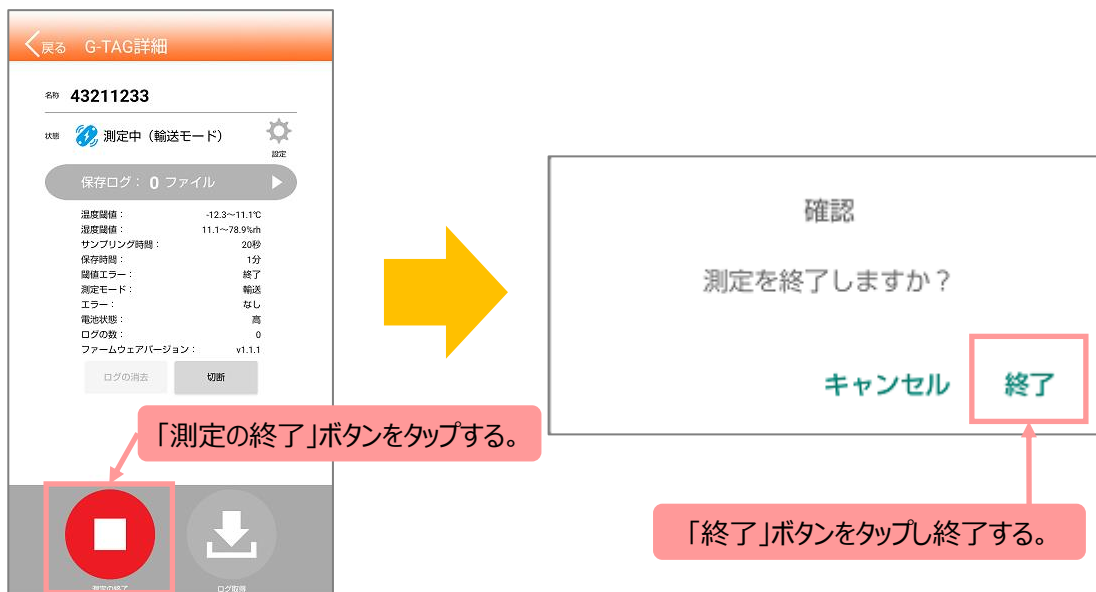 戻る G-TAG詳細
名称 43211233
状態 測定中（輸送モード）
設定
保存ログ： 0 ファイル
温度閾値： -12.3～11.1℃
湿度閾値： 11.1～78.9%rh
サンプリング時間： 20秒
保存時間： 1分
閾値エラー： 終了
測定モード： 輸送
エラー： なし
電池状態： 高
ログの数： 0
ファームウェアバージョン： v1.1.1
ログの消去 切断
「測定の終了」ボタンをタップする。
測定の終了 ログ取得
確認
測定を終了しますか？
キャンセル 終了
「終了」ボタンをタップし終了する。